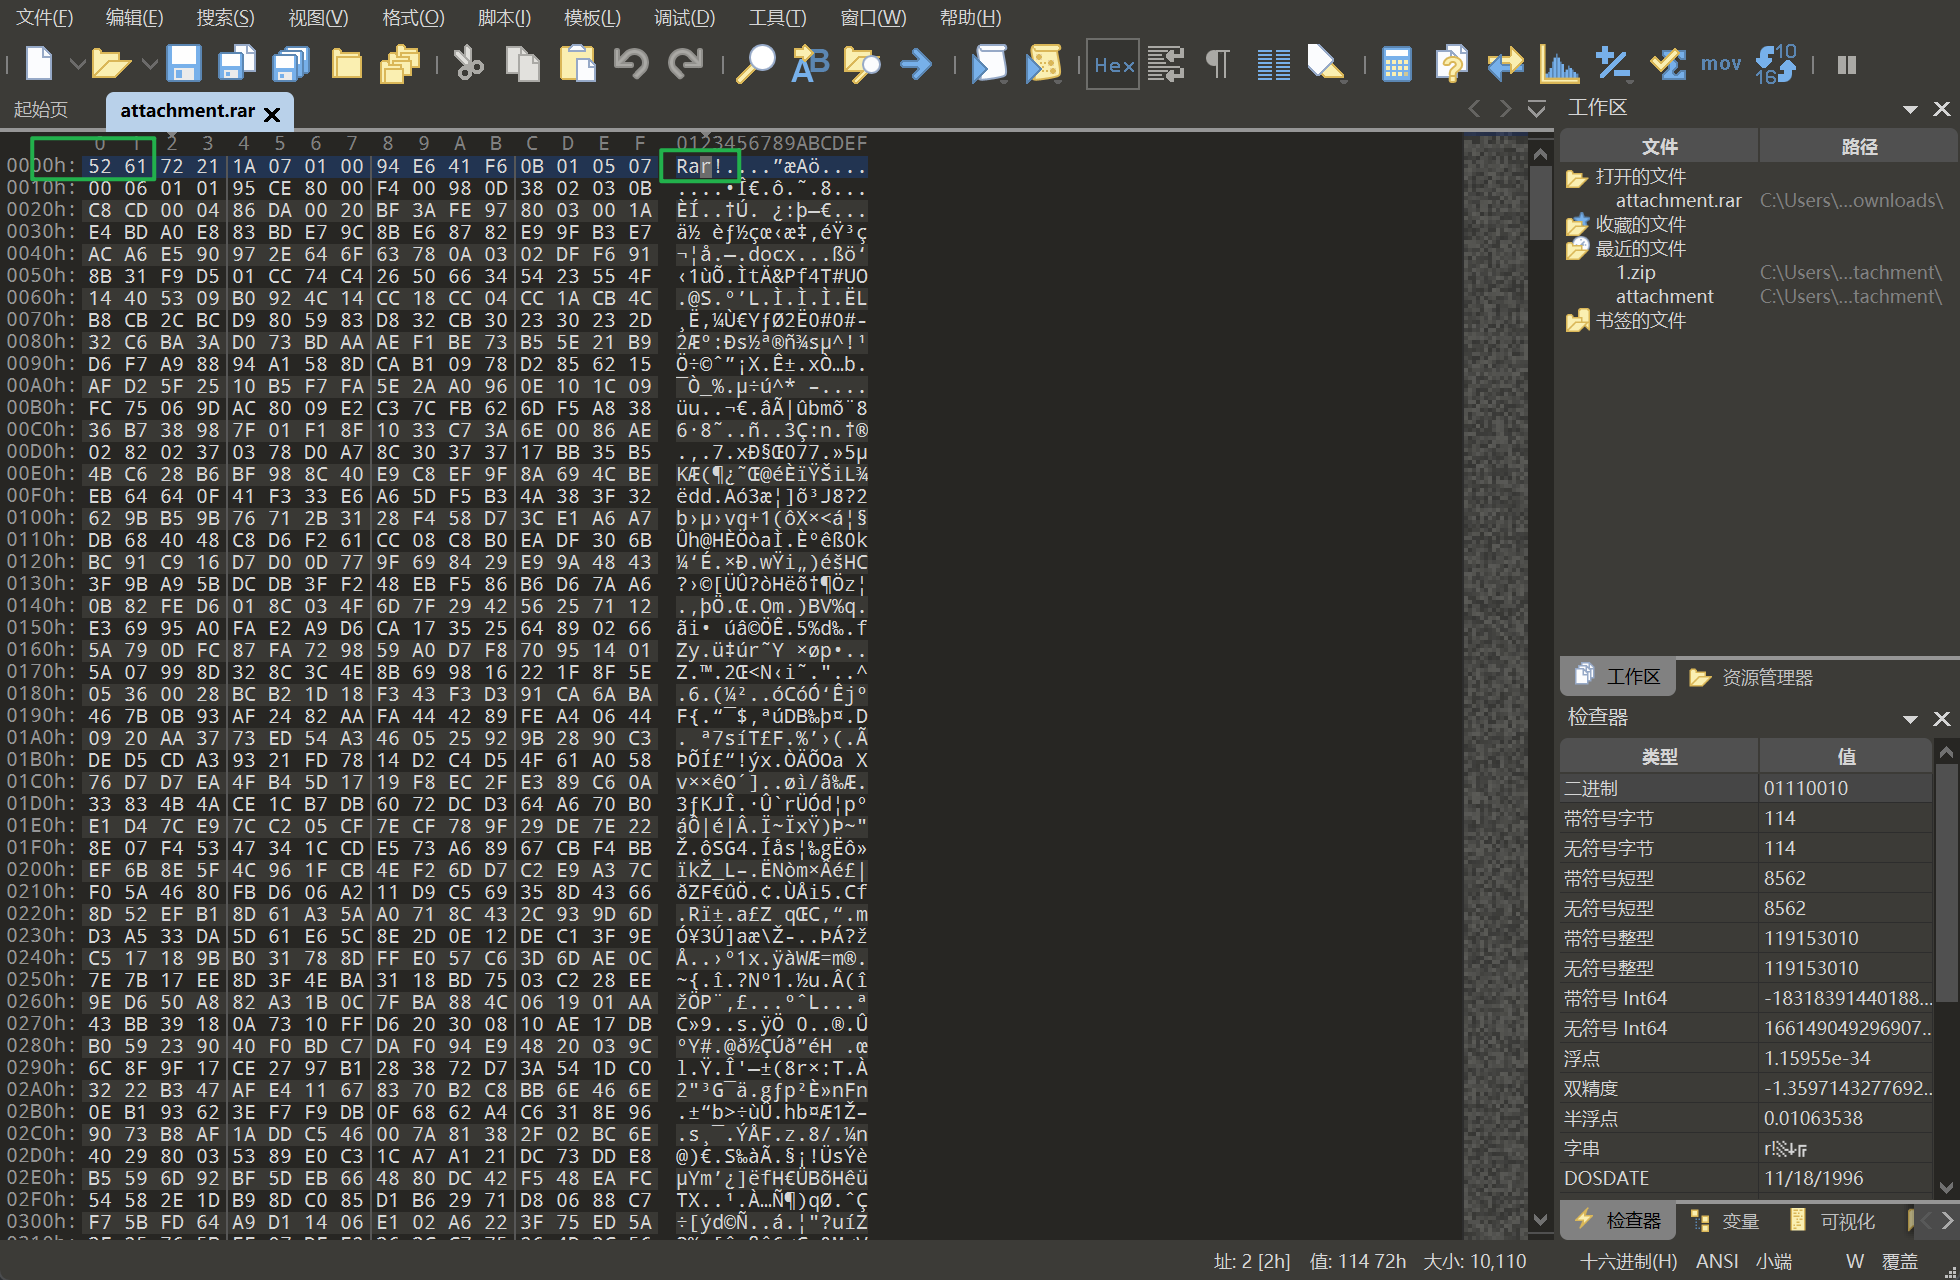 文件(F) 编辑(E) 搜索(S) 视图(V) 格式(O) 脚本(I) 模板(L) 调试(D) 工具(T) 窗口(W) 帮助(H)
Hex mov 10 16
起始页 attachment.rar
工作区
0 1 2 3 4 5 6 7 8 9 A B C D E F 0123456789ABCDEF
0000h: 52 61 72 21 1A 07 01 00 94 E6 41 F6 0B 01 05 07 Rar!....”æAö....
0010h: 00 06 01 01 95 CE 80 00 F4 00 98 0D 38 02 03 0B ....•Î€.ô.˜.8...
0020h: C8 CD 00 04 86 DA 00 20 BF 3A FE 97 80 03 00 1A ÈÍ..†Ú. ¿:þ—€...
0030h: E4 BD A0 E8 83 BD E7 9C 8B E6 87 82 E9 9F B3 E7 ä½ èƒ½çœ‹æ‡‚éŸ³ç
0040h: AC A6 E5 90 97 2E 64 6F 63 78 0A 03 02 DF F6 91 ¬¦å.—.docx...ßö‘
0050h: 8B 31 F9 D5 01 CC 74 C4 26 50 66 34 54 23 55 4F ‹1ùÕ.ÌtÄ&Pf4T#UO
0060h: 14 40 53 09 B0 92 4C 14 CC 18 CC 04 CC 1A CB 4C .@S.°’L.Ì.Ì.Ì.ËL
0070h: B8 CB 2C BC D9 80 59 83 D8 32 CB 30 23 30 23 2D ¸Ë,¼Ù€YƒØ2Ë0#0#-
0080h: 32 C6 BA 3A D0 73 BD AA AE F1 BE 73 B5 5E 21 B9 2Æº:Ðs½ª®ñ¾sµ^!¹
0090h: D6 F7 A9 88 94 A1 58 8D CA B1 09 78 D2 85 62 15 Ö÷©ˆ”¡X.Ê±.xÒ…b.
00A0h: AF D2 5F 25 10 B5 F7 FA 5E 2A A0 96 0E 10 1C 09 ¯Ò_%.µ÷ú^* –....
00B0h: FC 75 06 9D AC 80 09 E2 C3 7C FB 62 6D F5 A8 38 üu..¬€.âÃ|ûbmõ¨8
00C0h: 36 B7 38 98 7F 01 F1 8F 10 33 C7 3A 6E 00 86 AE 6·8˜..ñ..3Ç:n.†®
00D0h: 02 82 02 37 03 78 D0 A7 8C 30 37 37 17 BB 35 B5 .‚.7.xÐ§Œ077.»5µ
00E0h: 4B C6 28 B6 BF 98 8C 40 E9 C8 EF 9F 8A 69 4C BE KÆ(¶¿˜Œ@éÈïŸŠiL¾
00F0h: EB 64 64 0F 41 F3 33 E6 A6 5D F5 B3 4A 38 3F 32 ëdd.Aó3æ¦]õ³J8?2
0100h: 62 9B B5 9B 76 71 2B 31 28 F4 58 D7 3C E1 A6 A7 b›µ›vq+1(ôX×<á¦§
0110h: DB 68 40 48 C8 D6 F2 61 CC 08 C8 B0 EA DF 30 6B Ûh@HÈÖòaÌ.È°êß0k
0120h: BC 91 C9 16 D7 D0 0D 77 9F 69 84 29 E9 9A 48 43 ¼‘É.×Ð.wŸi„)éšHC
0130h: 3F 9B A9 5B DC DB 3F F2 48 EB F5 86 B6 D6 7A A6 ?›©[ÜÛ?òHëõ†¶Öz¦
0140h: 0B 82 FE D6 01 8C 03 4F 6D 7F 29 42 56 25 71 12 .‚þÖ.Œ.Om.)BV%q.
0150h: E3 69 95 A0 FA E2 A9 D6 CA 17 35 25 64 89 02 66 ãi• úâ©ÖÊ.5%d‰.f
0160h: 5A 79 0D FC 87 FA 72 98 59 A0 D7 F8 70 95 14 01 Zy.ü‡úr˜Y ×øp•..
0170h: 5A 07 99 8D 32 8C 3C 4E 8B 69 98 16 22 1F 8F 5E Z.™.2Œ<N‹i˜."..^
0180h: 05 36 00 28 BC B2 1D 18 F3 43 F3 D3 91 CA 6A BA .6.(¼²..óCóÓ‘Êjº
0190h: 46 7B 0B 93 AF 24 82 AA FA 44 42 89 FE A4 06 44 F{.“¯$‚ªúDB‰þ¤.D
01A0h: 09 20 AA 37 73 ED 54 A3 46 05 25 92 9B 28 90 C3 . ª7síT£F.%’›(.Ã
01B0h: DE D5 CD A3 93 21 FD 78 14 D2 C4 D5 4F 61 A0 58 ÞÕÍ£“!ýx.ÒÄÕOa X
01C0h: 76 D7 D7 EA 4F B4 5D 17 19 F8 EC 2F E3 89 C6 0A v××êO´]..øì/ã‰Æ.
01D0h: 33 83 4B 4A CE 1C B7 DB 60 72 DC D3 64 A6 70 B0 3ƒKJÎ.·Û`rÜÓd¦p°
01E0h: E1 D4 7C E9 7C C2 05 CF 7E CF 78 9F 29 DE 7E 22 áÔ|é|Â.Ï~ÏxŸ)Þ~"
01F0h: 8E 07 F4 53 47 34 1C CD E5 73 A6 89 67 CB F4 BB Ž.ôSG4.Íås¦‰gËô»
0200h: EF 6B 8E 5F 4C 96 1F CB 4E F2 6D D7 C2 E9 A3 7C ïkŽ_L–.ËNòm×Âé£|
0210h: F0 5A 46 80 FB D6 06 A2 11 D9 C5 69 35 8D 43 66 ðZF€ûÖ.¢.ÙÅi5.Cf
0220h: 8D 52 EF B1 8D 61 A3 5A A0 71 8C 43 2C 93 9D 6D .Rï±.a£Z qŒC,“.m
0230h: D3 A5 33 DA 5D 61 E6 5C 8E 2D 0E 12 DE C1 3F 9E Ó¥3Ú]aæ\Ž-..ÞÁ?ž
0240h: C5 17 18 9B B0 31 78 8D FF E0 57 C6 3D 6D AE 0C Å..›°1x.ÿàWÆ=m®.
0250h: 7E 7B 17 EE 8D 3F 4E BA 31 18 BD 75 03 C2 28 EE ~{.î.?Nº1.½u.Â(î
0260h: 9E D6 50 A8 82 A3 1B 0C 7F BA 88 4C 06 19 01 AA žÖP¨‚£...ºˆL...ª
0270h: 43 BB 39 18 0A 73 10 FF D6 20 30 08 10 AE 17 DB C»9..s.ÿÖ 0..®.Û
0280h: B0 59 23 90 40 F0 BD C7 DA F0 94 E9 48 20 03 9C °Y#.@ð½ÇÚð”éH .œ
0290h: 6C 8F 9F 17 CE 27 97 B1 28 38 72 D7 3A 54 1D C0 l.Ÿ.Î'—±(8r×:T.À
02A0h: 32 22 B3 47 AF E4 11 67 83 70 B2 C8 BB 6E 46 6E 2"³G¯ä.gƒp²È»nFn
02B0h: 0E B1 93 62 3E F7 F9 DB 0F 68 62 A4 C6 31 8E 96 .±“b>÷ùÛ.hb¤Æ1Ž–
02C0h: 90 73 B8 AF 1A DD C5 46 00 7A 81 38 2F 02 BC 6E .s¸¯.ÝÅF.z.8/.¼n
02D0h: 40 29 80 03 53 89 E0 C3 1C A7 A1 21 DC 73 DD E8 @)€.S‰àÃ.§¡!ÜsÝè
02E0h: B5 59 6D 92 BF 5D EB 66 48 80 DC 42 F5 48 EA FC µYm’¿]ëfH€ÜBõHêü
02F0h: 54 58 2E 1D B9 8D C0 85 D1 B6 29 71 D8 06 88 C7 TX..¹.À…Ñ¶)qØ.ˆÇ
0300h: F7 5B FD 64 A9 D1 14 06 E1 02 A6 22 3F 75 ED 5A ÷[ýd©Ñ..á.¦"?uíZ
文件 路径
打开的文件
attachment.rar C:\Users\...ownloads\
收藏的文件
最近的文件
1.zip C:\Users\...tachment\
attachment C:\Users\...tachment\
书签的文件
工作区 资源管理器
检查器
类型 值
二进制 01110010
带符号字节 114
无符号字节 114
带符号短型 8562
无符号短型 8562
带符号整型 119153010
无符号整型 119153010
带符号 Int64 -18318391440188...
无符号 Int64 166149049296907...
浮点 1.15955e-34
双精度 -1.3597143277692...
半浮点 0.01063538
字串
DOSDATE 11/18/1996
检查器 变量 可视化
址: 2 [2h] 值: 114 72h 大小: 10,110 十六进制(H) ANSI 小端 W 覆盖